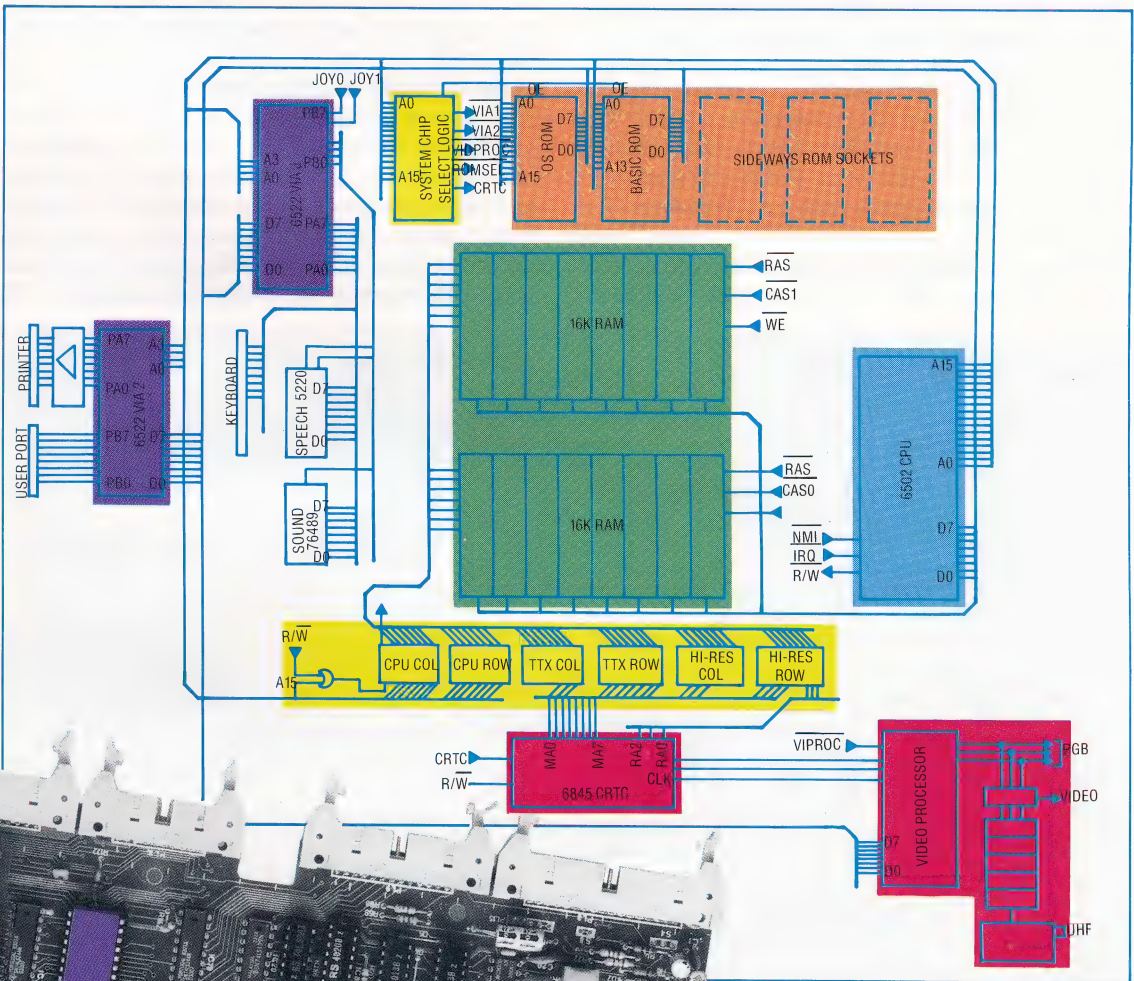 JOY0 JOY1
PB7
A3
A0
PB0
6522 VIA
D7
D0
PA7
PA0
A0
A15
SYSTEM CHIP
SELECT LOGIC
VIA1
VIA2
VIDPROC
ROMSEL
CRTC
OE
A0
A15
OS ROM
D7
D0
OE
A0
A13
BASIC ROM
D7
D0
SIDEWAYS ROM SOCKETS
16K RAM
RAS
CAS1
WE
PRINTER
USER PORT
PA7
PA0
PB7
PB0
6522 VIA 2
A3
A0
D7
D0
KEYBOARD
SPEECH 5220
D7
D0
SOUND
76489
D7
D0
16K RAM
RAS
CAS0
A15
A0
6502 CPU
D7
D0
NMI
IRQ
R/W
R/W
A15
CPU COL
CPU ROW
TTX COL
TTX ROW
HI-RES
COL
HI-RES
ROW
CRTC
R/W
MA0
MA7
RA2
RA0
CLK
6845 CRTC
VIPROC
VIDEO PROCESSOR
D7
D0
RGB
VIDEO
UHF